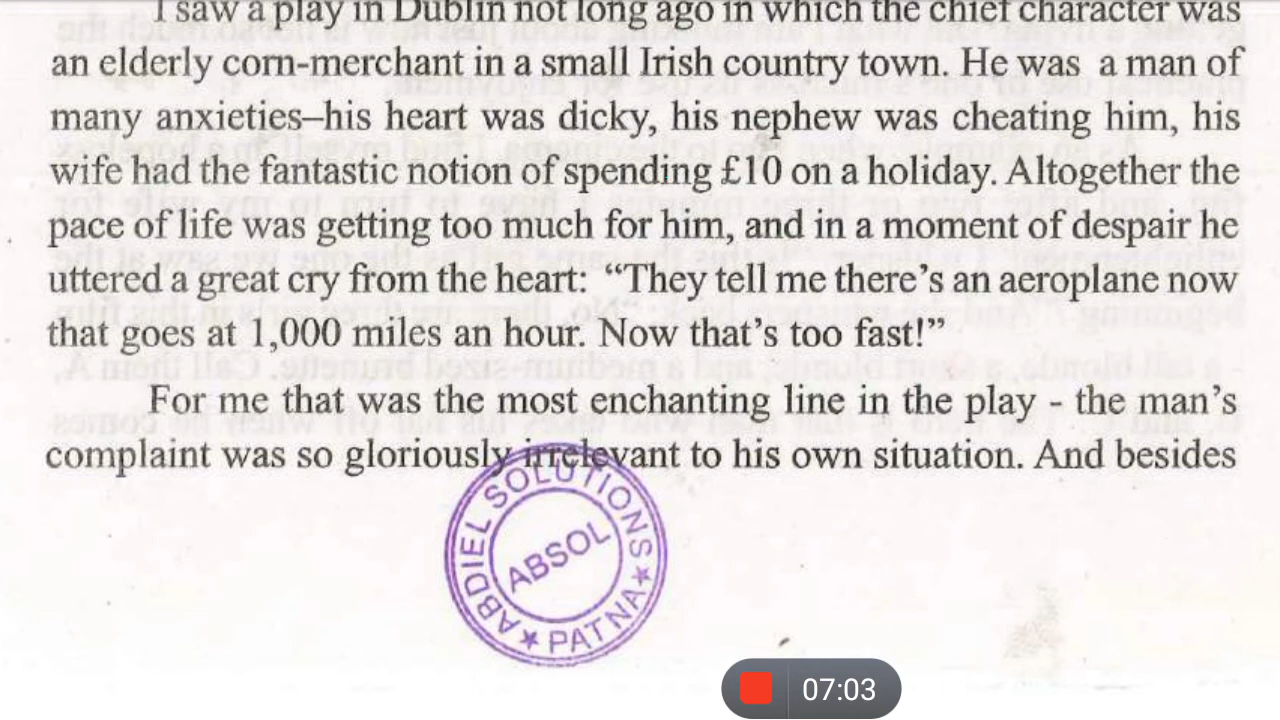 I saw a play in Dublin not long ago in which the chief character was
an elderly corn-merchant in a small Irish country town. He was a man of
many anxieties–his heart was dicky, his nephew was cheating him, his
wife had the fantastic notion of spending £10 on a holiday. Altogether the
pace of life was getting too much for him, and in a moment of despair he
uttered a great cry from the heart: “They tell me there’s an aeroplane now
that goes at 1,000 miles an hour. Now that’s too fast!”
For me that was the most enchanting line in the play - the man’s
complaint was so gloriously irrelevant to his own situation. And besides
ABDIEL SOLUTIONS
ABSOL
★ PATNA ★
07:03